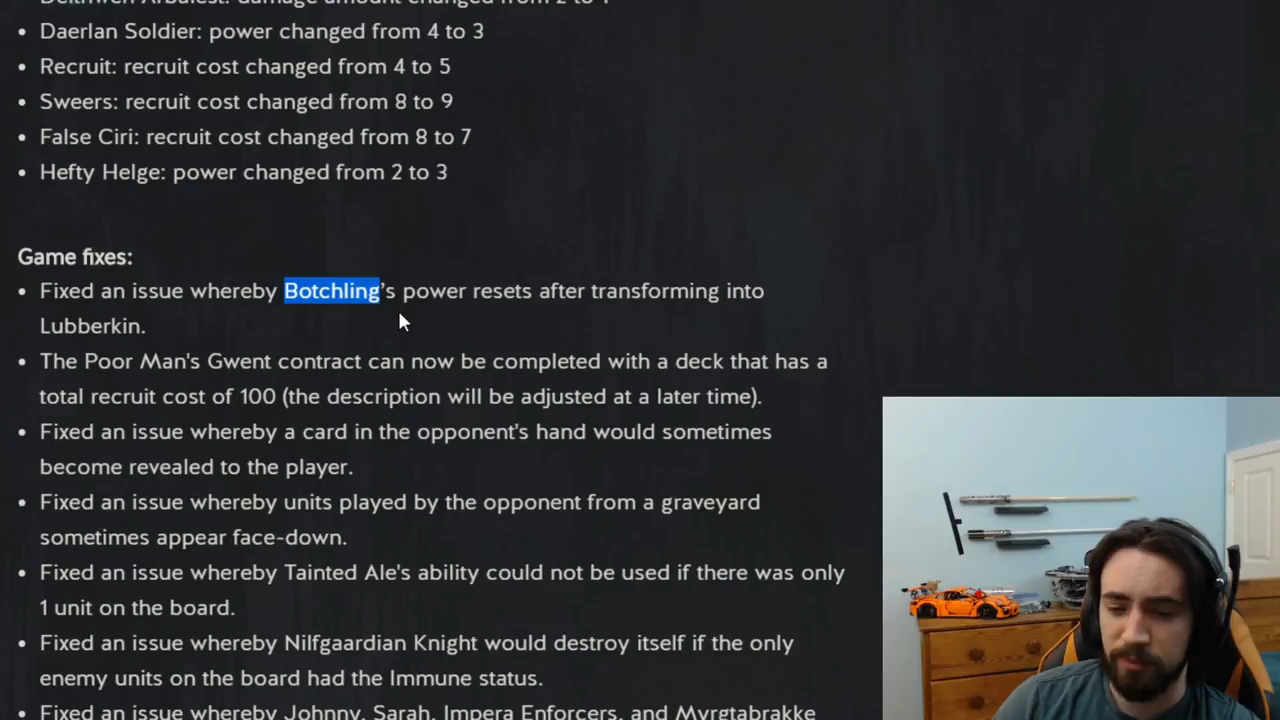 Daerlan Soldier: power changed from 4 to 3
Recruit: recruit cost changed from 4 to 5
Sweers: recruit cost changed from 8 to 9
False Ciri: recruit cost changed from 8 to 7
Hefty Helge: power changed from 2 to 3
Game fixes:
Fixed an issue whereby Botchling's power resets after transforming into
Lubberkin.
The Poor Man's Gwent contract can now be completed with a deck that has a
total recruit cost of 100 (the description will be adjusted at a later time).
Fixed an issue whereby a card in the opponent's hand would sometimes
become revealed to the player.
Fixed an issue whereby units played by the opponent from a graveyard
sometimes appear face-down.
Fixed an issue whereby Tainted Ale's ability could not be used if there was only
1 unit on the board.
Fixed an issue whereby Nilfgaardian Knight would destroy itself if the only
enemy units on the board had the Immune status.
Fixed an issue whereby Johnny, Sarah, Impera Enforcers, and Myrgtabrakke